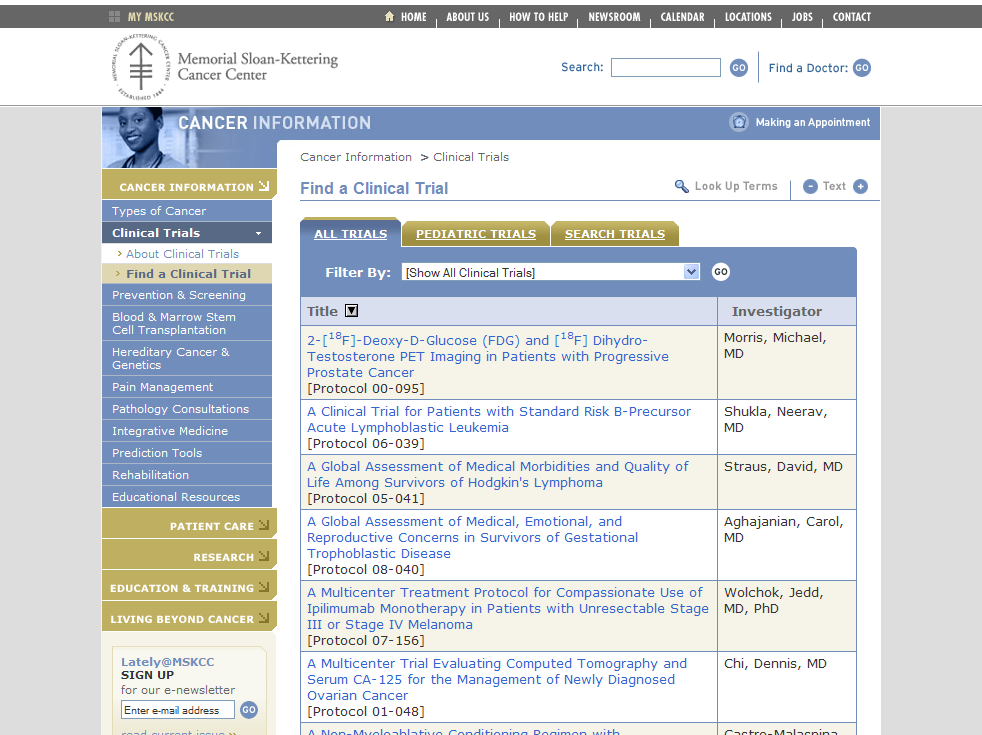 MY MSKCC
HOME
ABOUT US
HOW TO HELP
NEWSROOM
CALENDAR
LOCATIONS
JOBS
CONTACT
MEMORIAL SLOAN-KETTERING CANCER CENTER
ESTABLISHED 1884
Memorial Sloan-Kettering
Cancer Center
Search:
GO
Find a Doctor: GO
CANCER INFORMATION
Making an Appointment
CANCER INFORMATION
Types of Cancer
Clinical Trials
› About Clinical Trials
› Find a Clinical Trial
Prevention & Screening
Blood & Marrow Stem
Cell Transplantation
Hereditary Cancer &
Genetics
Pain Management
Pathology Consultations
Integrative Medicine
Prediction Tools
Rehabilitation
Educational Resources
PATIENT CARE
RESEARCH
EDUCATION & TRAINING
LIVING BEYOND CANCER
Lately@MSKCC
SIGN UP
for our e-newsletter
Enter e-mail address GO
read current issue »
Cancer Information > Clinical Trials
Find a Clinical Trial
Look Up Terms
- Text +
ALL TRIALS
PEDIATRIC TRIALS
SEARCH TRIALS
Filter By: [Show All Clinical Trials] GO
Title
Investigator
2-[18F]-Deoxy-D-Glucose (FDG) and [18F] Dihydro-
Testosterone PET Imaging in Patients with Progressive
Prostate Cancer
[Protocol 00-095]
Morris, Michael,
MD
A Clinical Trial for Patients with Standard Risk B-Precursor
Acute Lymphoblastic Leukemia
[Protocol 06-039]
Shukla, Neerav,
MD
A Global Assessment of Medical Morbidities and Quality of
Life Among Survivors of Hodgkin's Lymphoma
[Protocol 05-041]
Straus, David, MD
A Global Assessment of Medical, Emotional, and
Reproductive Concerns in Survivors of Gestational
Trophoblastic Disease
[Protocol 08-040]
Aghajanian, Carol,
MD
A Multicenter Treatment Protocol for Compassionate Use of
Ipilimumab Monotherapy in Patients with Unresectable Stage
III or Stage IV Melanoma
[Protocol 07-156]
Wolchok, Jedd,
MD, PhD
A Multicenter Trial Evaluating Computed Tomography and
Serum CA-125 for the Management of Newly Diagnosed
Ovarian Cancer
[Protocol 01-048]
Chi, Dennis, MD
A Non-Myeloablative Conditioning Regimen with
Castro-Malaspina